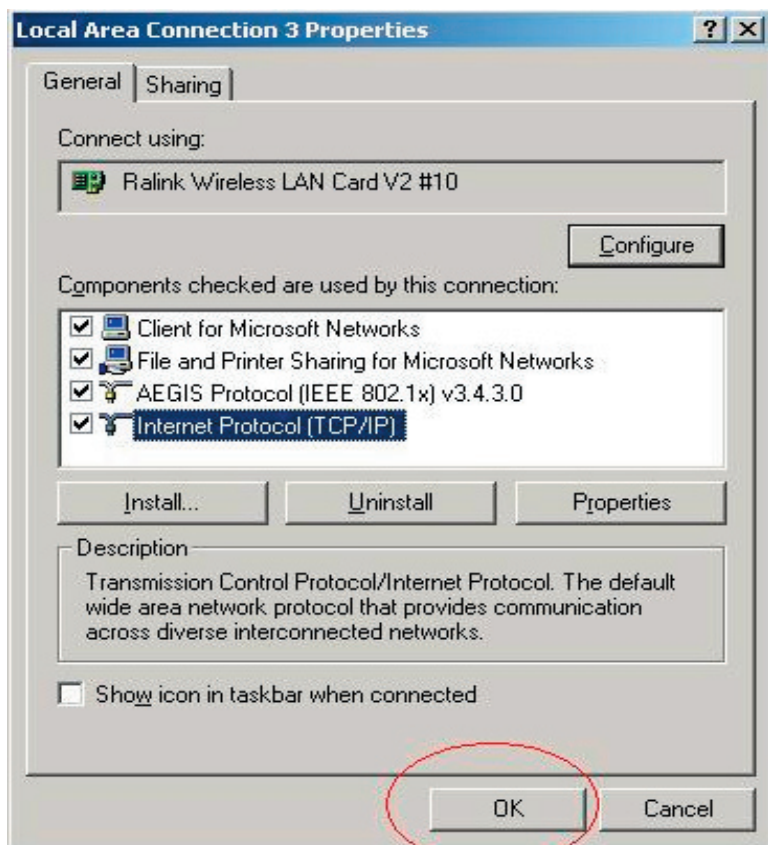 Local Area Connection 3 Properties
General
Sharing
Connect using:
Ralink Wireless LAN Card V2 #10
Configure
Components checked are used by this connection:
Client for Microsoft Networks
File and Printer Sharing for Microsoft Networks
AEGIS Protocol (IEEE 802.1x) v3.4.3.0
Internet Protocol (TCP/IP)
Install...
Uninstall
Properties
Description
Transmission Control Protocol/Internet Protocol. The default
wide area network protocol that provides communication
across diverse interconnected networks.
Show icon in taskbar when connected
OK
Cancel